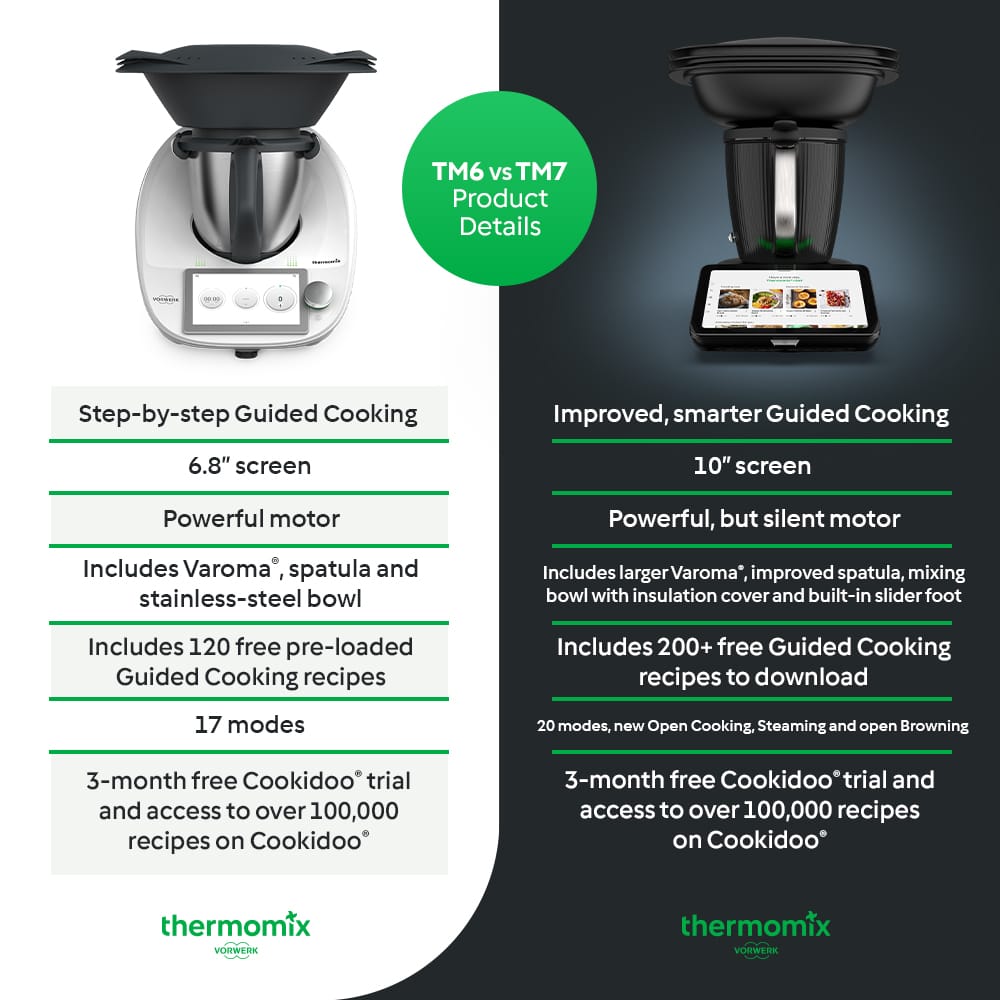 TM6 vs TM7
Product
Details
thermomix
VORWERK
00:00
0
Step-by-step Guided Cooking
6.8” screen
Powerful motor
Includes Varoma®, spatula and
stainless-steel bowl
Includes 120 free pre-loaded
Guided Cooking recipes
17 modes
3-month free Cookidoo® trial
and access to over 100,000
recipes on Cookidoo®
thermomix
VORWERK
Improved, smarter Guided Cooking
10” screen
Powerful, but silent motor
Includes larger Varoma®, improved spatula, mixing
bowl with insulation cover and built-in slider foot
Includes 200+ free Guided Cooking
recipes to download
20 modes, new Open Cooking, Steaming and open Browning
3-month free Cookidoo® trial and
access to over 100,000 recipes
on Cookidoo®
thermomix
VORWERK